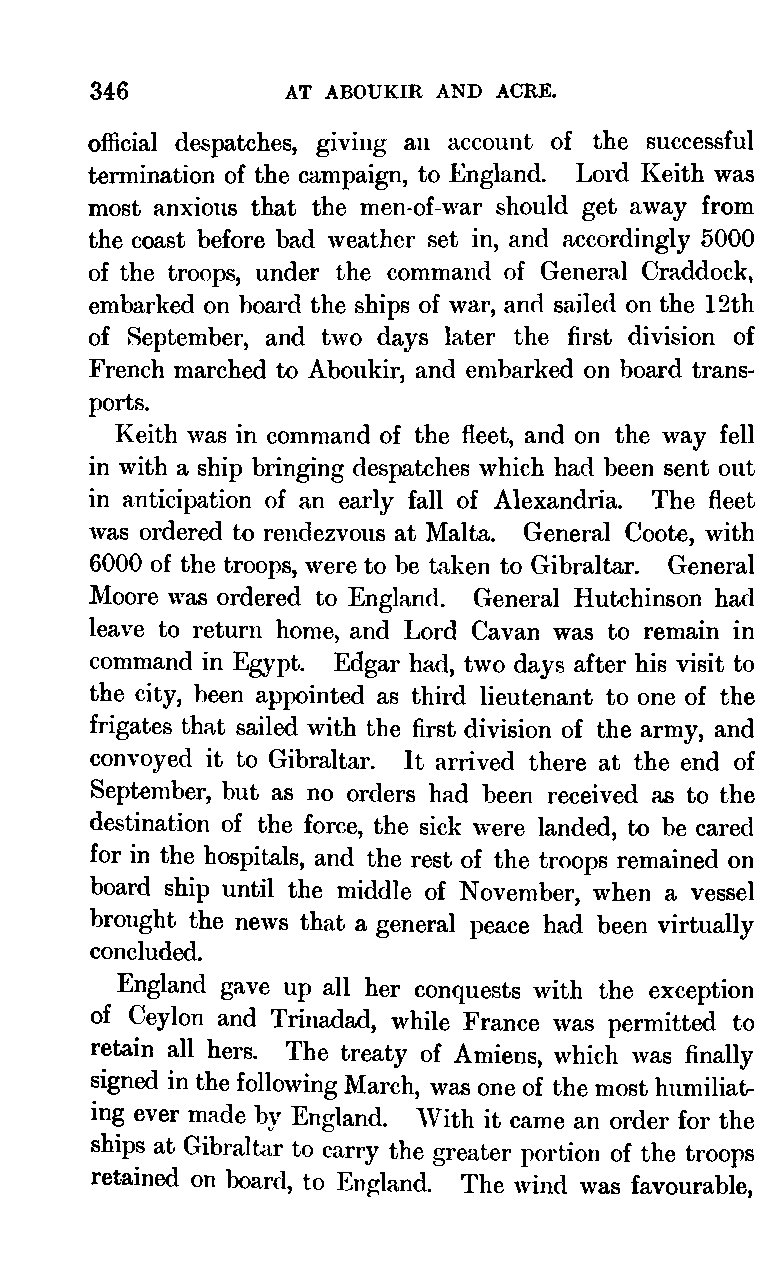 346 AT ABOUKIR AND ACRE.
official despatches, giving an account of the successful
termination of the campaign, to England. Lord Keith was
most anxious that the men-of-war should get away from
the coast before bad weather set in, and accordingly 5000
of the troops, under the command of General Craddock,
embarked on board the ships of war, and sailed on the 12th
of September, and two days later the first division of
French marched to Aboukir, and embarked on board trans-
ports.
Keith was in command of the fleet, and on the way fell
in with a ship bringing despatches which had been sent out
in anticipation of an early fall of Alexandria. The fleet
was ordered to rendezvous at Malta. General Coote, with
6000 of the troops, were to be taken to Gibraltar. General
Moore was ordered to England. General Hutchinson had
leave to return home, and Lord Cavan was to remain in
command in Egypt. Edgar had, two days after his visit to
the city, been appointed as third lieutenant to one of the
frigates that sailed with the first division of the army, and
convoyed it to Gibraltar. It arrived there at the end of
September, but as no orders had been received as to the
destination of the force, the sick were landed, to be cared
for in the hospitals, and the rest of the troops remained on
board ship until the middle of November, when a vessel
brought the news that a general peace had been virtually
concluded.
England gave up all her conquests with the exception
of Ceylon and Trinadad, while France was permitted to
retain all hers. The treaty of Amiens, which was finally
signed in the following March, was one of the most humiliat-
ing ever made by England. With it came an order for the
ships at Gibraltar to carry the greater portion of the troops
retained on board, to England. The wind was favourable,